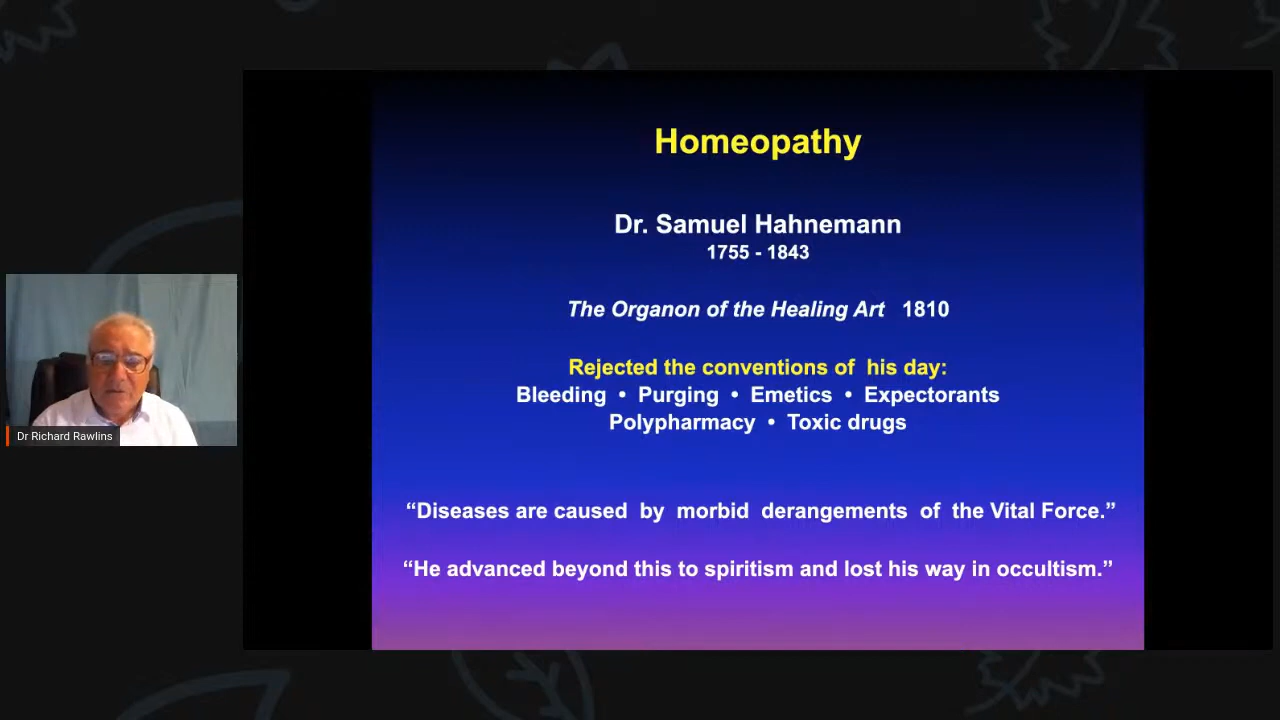 Homeopathy
Dr. Samuel Hahnemann
1755 - 1843
The Organon of the Healing Art 1810
Rejected the conventions of his day:
Bleeding • Purging • Emetics • Expectorants
Polypharmacy • Toxic drugs
“Diseases are caused by morbid derangements of the Vital Force.”
“He advanced beyond this to spiritism and lost his way in occultism.”
Dr Richard Rawlins